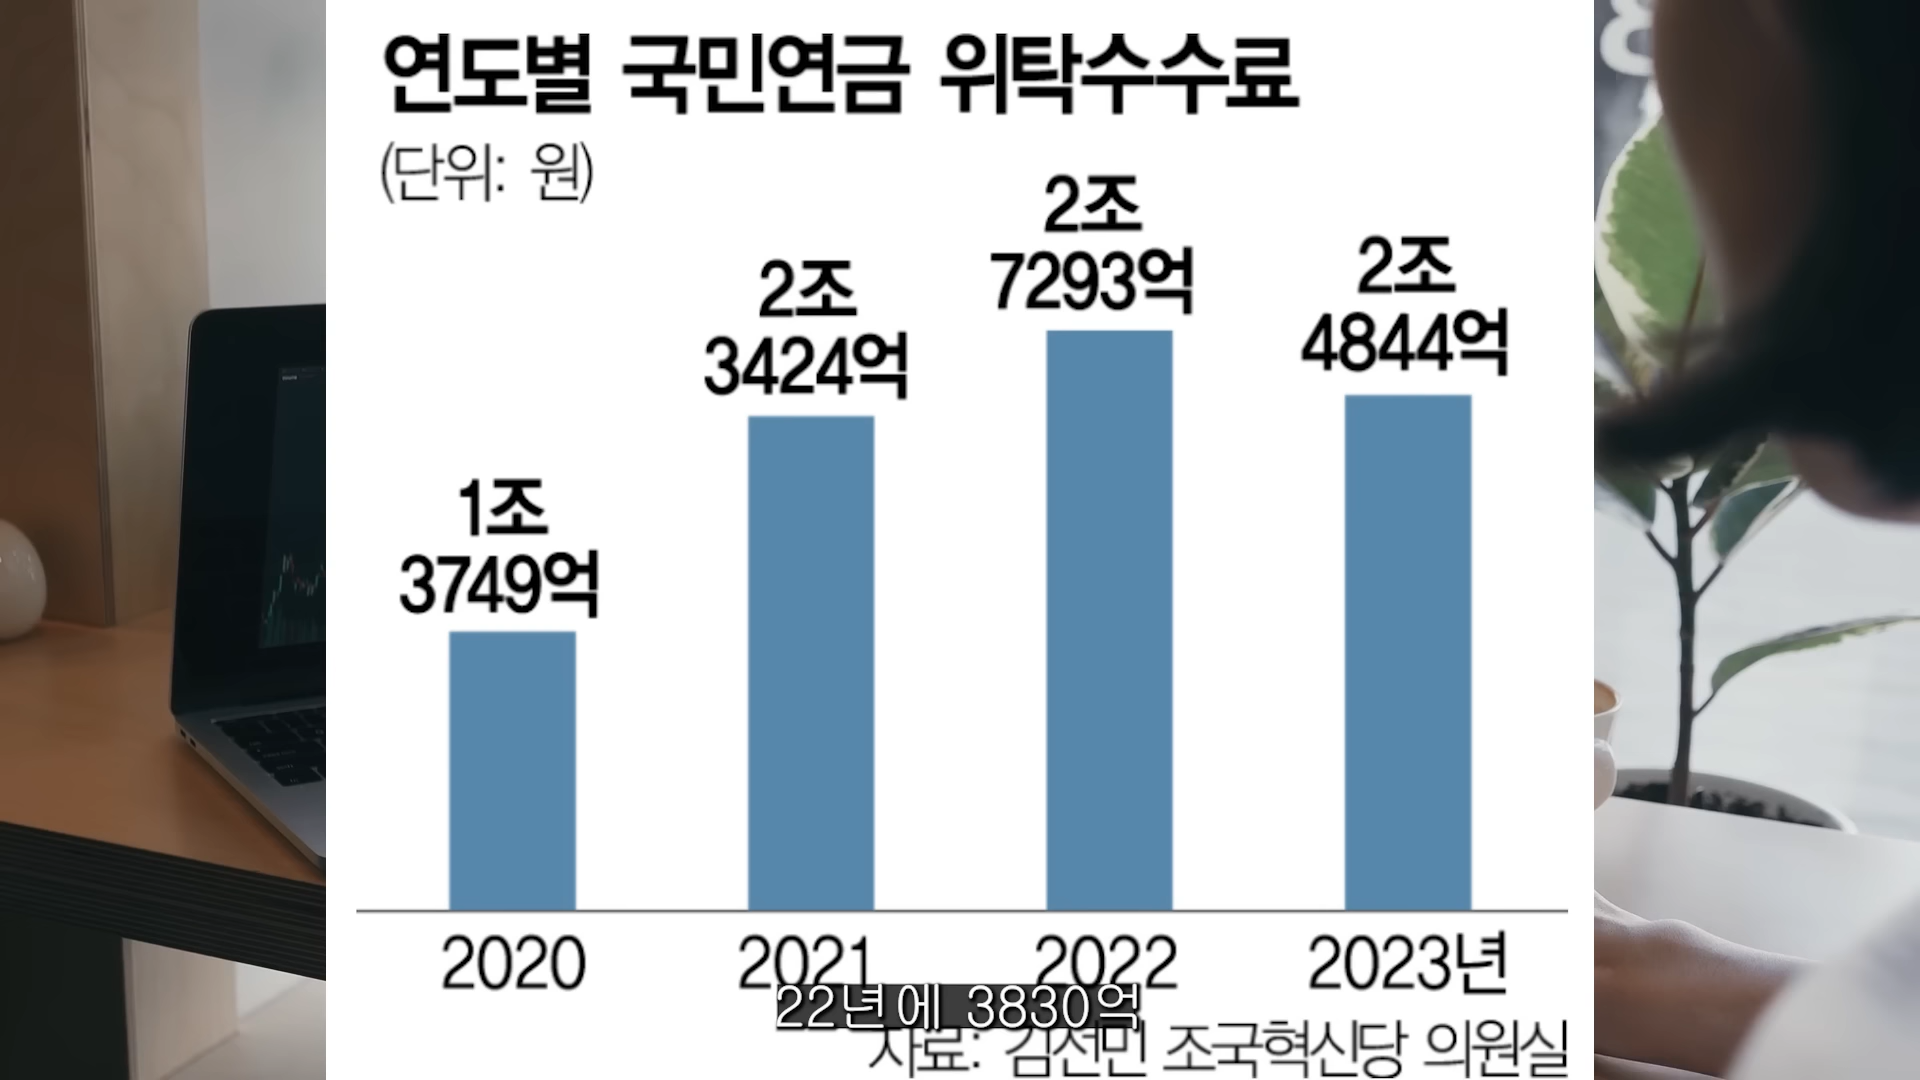 연도별 국민연금 위탁수수료
(단위: 원)
1조
3749억
2조
3424억
2조
7293억
2조
4844억
2020
2021
2022
2023년
22년에 3830억
자료: 김선민 조국혁신당 의원실